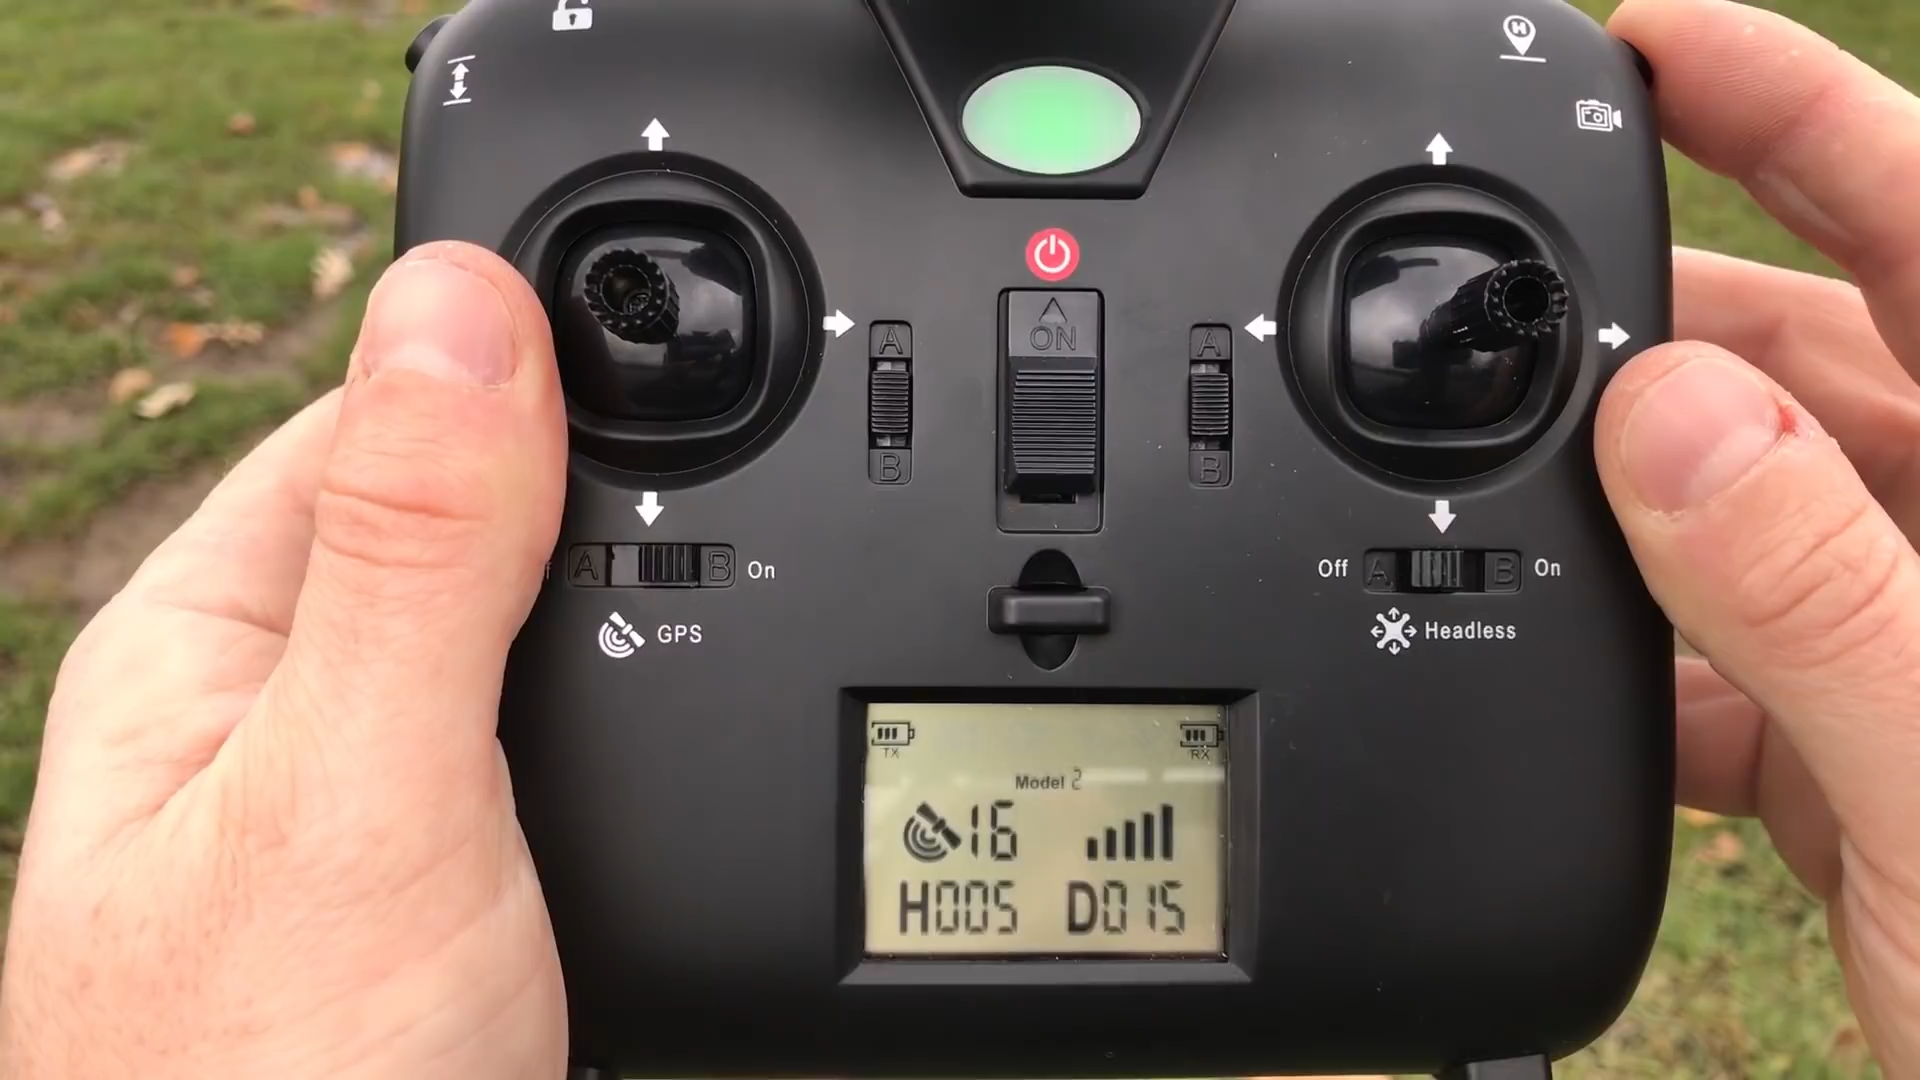 H
ON
A
B
A
B
A B On
GPS
Off A B On
Headless
TX
RX
Model 2
16
H005 D015